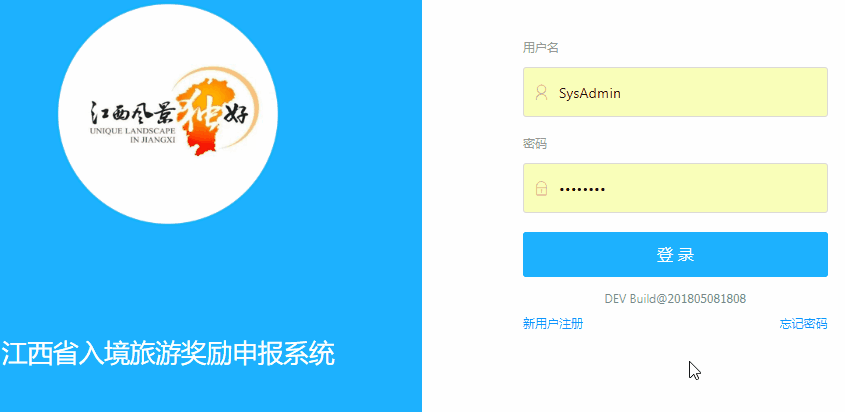 江西风景独好
UNIQUE LANDSCAPE
IN JIANGXI
江西省入境旅游奖励申报系统
用户名
SysAdmin
密码
••••••••
登 录
DEV Build@201805081808
新用户注册 忘记密码